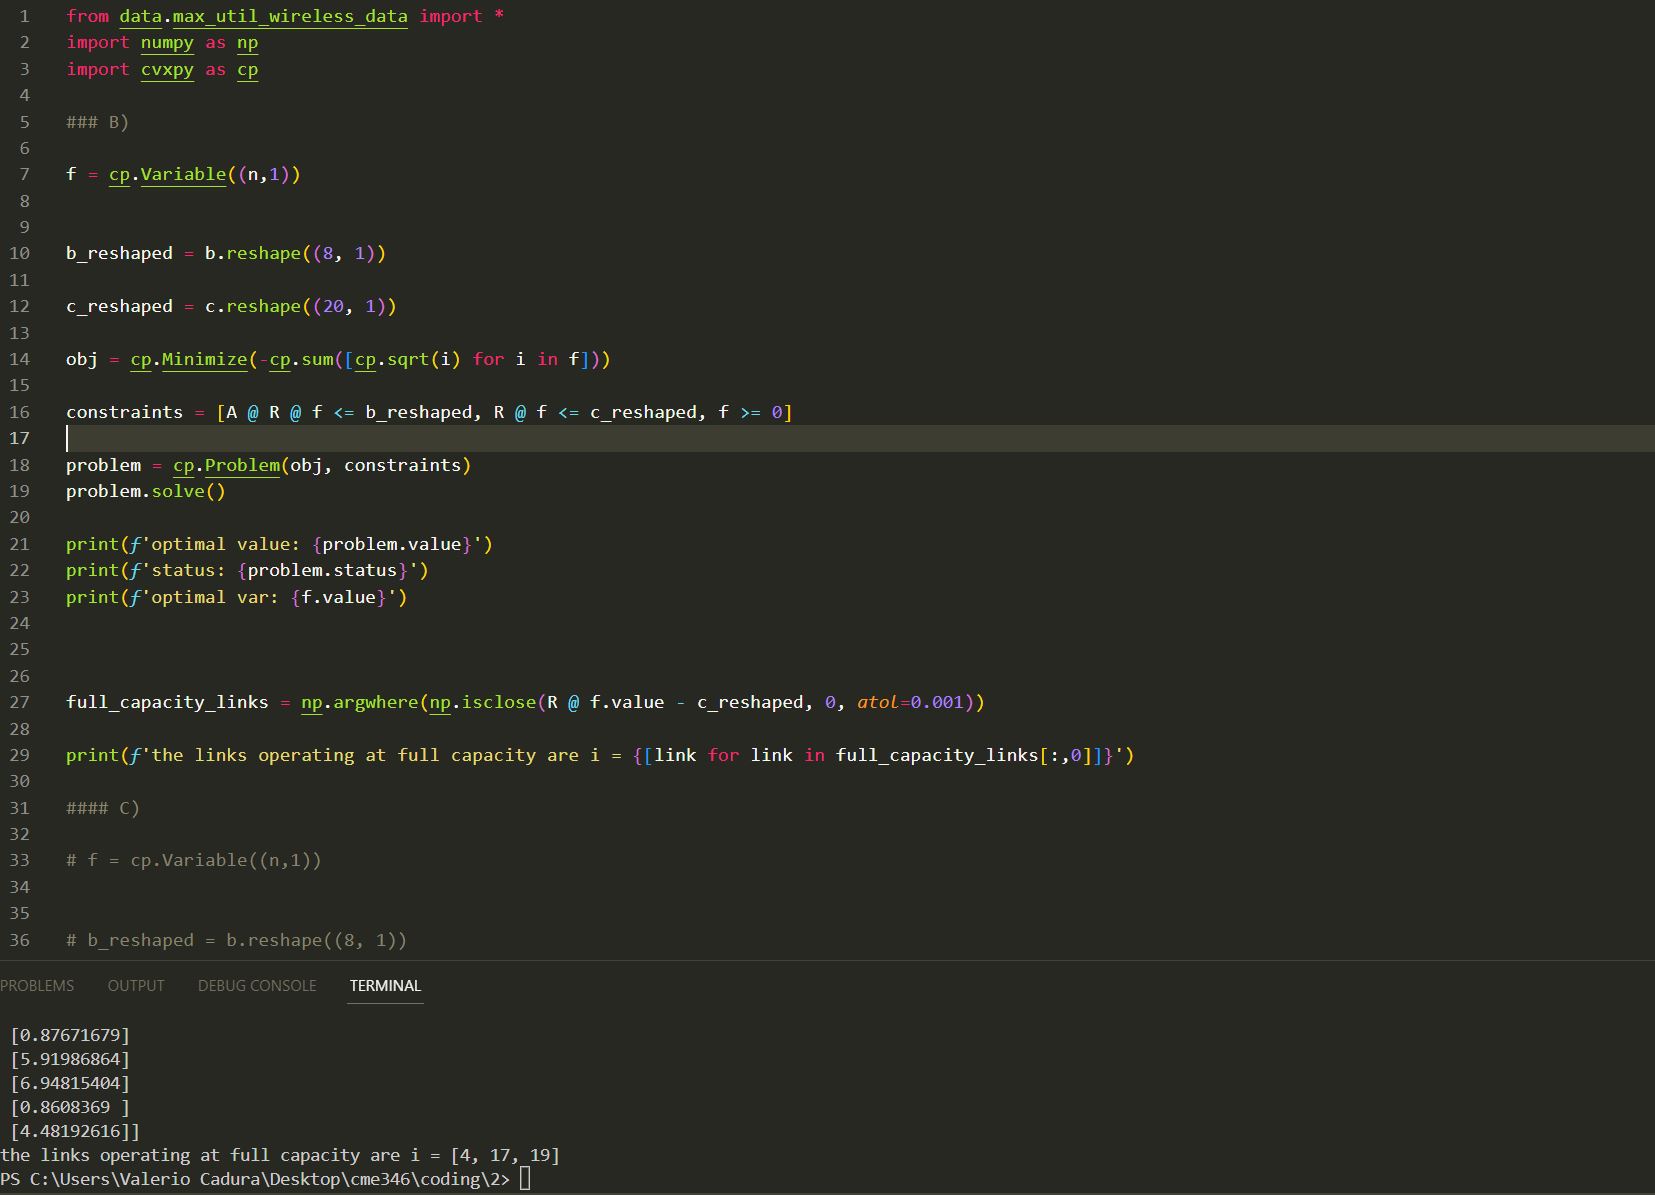 1 from data.max_util_wireless_data import *
2 import numpy as np
3 import cvxpy as cp
4
5 ### B)
6
7 f = cp.Variable((n,1))
8
9
10 b_reshaped = b.reshape((8, 1))
11
12 c_reshaped = c.reshape((20, 1))
13
14 obj = cp.Minimize(-cp.sum([cp.sqrt(i) for i in f]))
15
16 constraints = [A @ R @ f <= b_reshaped, R @ f <= c_reshaped, f >= 0]
17
18 problem = cp.Problem(obj, constraints)
19 problem.solve()
20
21 print(f'optimal value: {problem.value}')
22 print(f'status: {problem.status}')
23 print(f'optimal var: {f.value}')
24
25
26
27 full_capacity_links = np.argwhere(np.isclose(R @ f.value - c_reshaped, 0, atol=0.001))
28
29 print(f'the links operating at full capacity are i = {[link for link in full_capacity_links[:,0]]}')
30
31 #### C)
32
33 # f = cp.Variable((n,1))
34
35
36 # b_reshaped = b.reshape((8, 1))
PROBLEMS OUTPUT DEBUG CONSOLE TERMINAL
[0.87671679]
[5.91986864]
[6.94815404]
[0.8608369 ]
[4.48192616]]
the links operating at full capacity are i = [4, 17, 19]
PS C:\Users\Valerio Cadura\Desktop\cme346\coding\2>